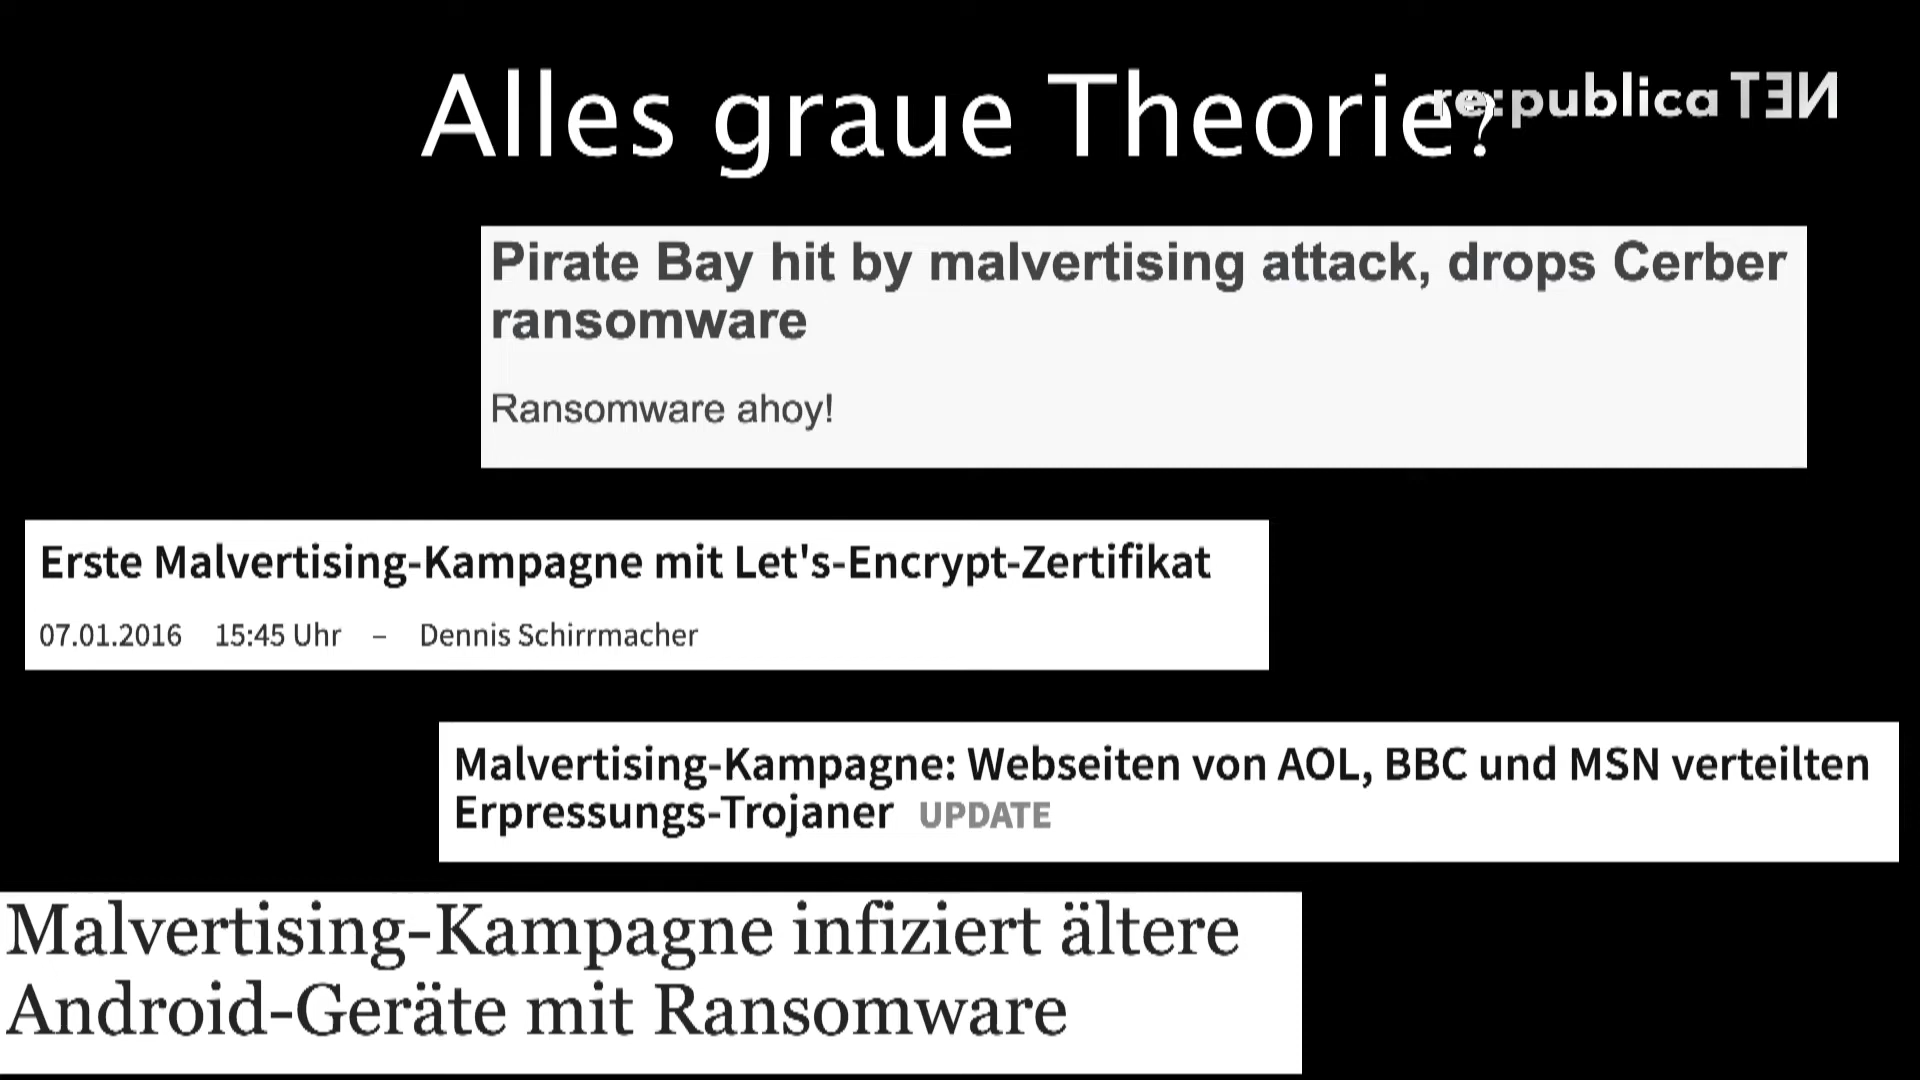 Alles graue Theorie?
re:publica TEN
Pirate Bay hit by malvertising attack, drops Cerber
ransomware
Ransomware ahoy!
Erste Malvertising-Kampagne mit Let's-Encrypt-Zertifikat
07.01.2016 15:45 Uhr – Dennis Schirrmacher
Malvertising-Kampagne: Webseiten von AOL, BBC und MSN verteilten
Erpressungs-Trojaner UPDATE
Malvertising-Kampagne infiziert ältere
Android-Geräte mit Ransomware